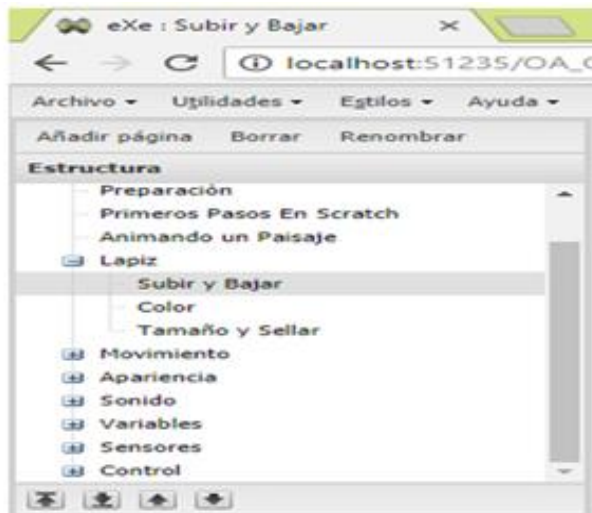 eXe : Subir y Bajar
localhost:51235/OA_
Archivo Utilidades Estilos Ayuda
Añadir página Borrar Renombrar
Estructura
Preparación
Primeros Pasos En Scratch
Animando un Paisaje
Lapiz
Subir y Bajar
Color
Tamaño y Sellar
Movimiento
Apariencia
Sonido
Variables
Sensores
Control